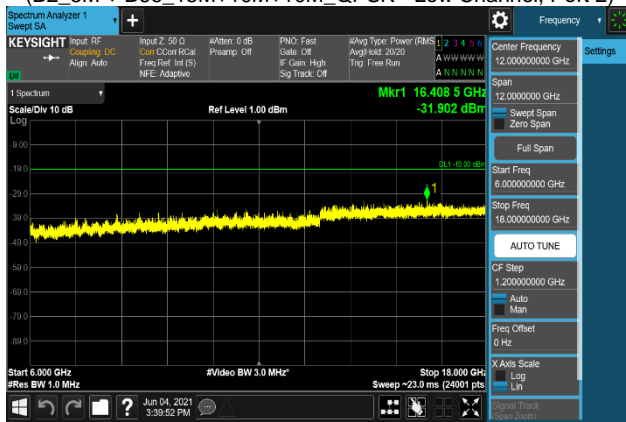 Spectrum Analyzer 1
Swept SA
Frequency
KEYSIGHT
Input: RF
Coupling: DC
Align: Auto
Input Z: 50 Ω
Corr CCorr RCal
Freq Ref: Int (S)
NFE: Adaptive
#Atten: 0 dB
Preamp: Off
PNO: Fast
Gate: Off
IF Gain: High
Sig Track: Off
#Avg Type: Power (RMS
Avg|Hold: 20/20
Trig: Free Run
1 2 3 4 5 6
A W W W W W
A N N N N N
1 Spectrum
Scale/Div 10 dB
Log
Ref Level 1.00 dBm
Mkr1 16.408 5 GHz
-31.902 dBm
-9.00
-19.0
-29.0
-39.0
-49.0
-59.0
-69.0
-79.0
-89.0
DL1 -19.00 dBm
1
Start 6.000 GHz
#Res BW 1.0 MHz
#Video BW 3.0 MHz*
Stop 18.000 GHz
Sweep ~23.0 ms (24001 pts
Jun 04, 2021
3:39:52 PM
Center Frequency
12.000000000 GHz
Settings
Span
12.0000000 GHz
Swept Span
Zero Span
Full Span
Start Freq
6.000000000 GHz
Stop Freq
18.000000000 GHz
AUTO TUNE
CF Step
1.200000000 GHz
Auto
Man
Freq Offset
0 Hz
X Axis Scale
Log
Lin
Signal Track
(Span Zoom)